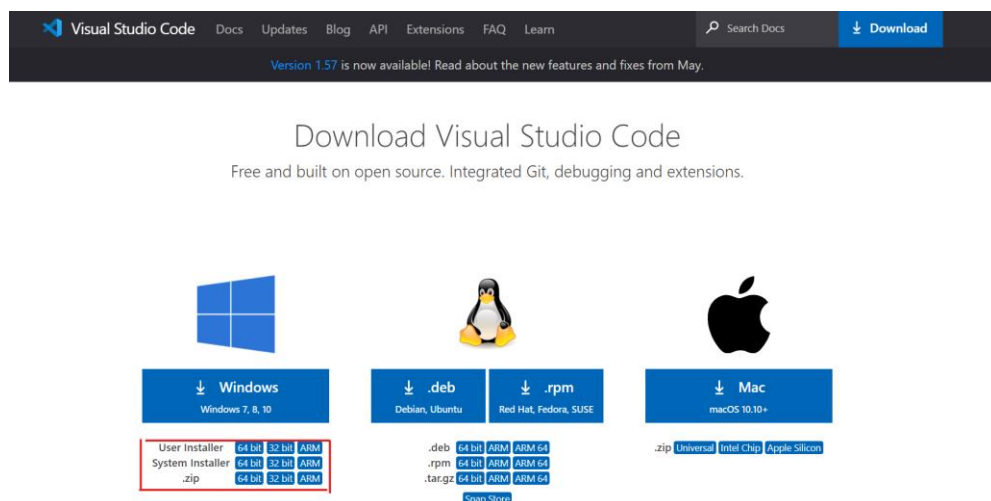 Visual Studio Code Docs Updates Blog API Extensions FAQ Learn Search Docs Download
Version 1.57 is now available! Read about the new features and fixes from May.
Download Visual Studio Code
Free and built on open source. Integrated Git, debugging and extensions.
Windows
Windows 7, 8, 10
.deb
Debian, Ubuntu
.rpm
Red Hat, Fedora, SUSE
Mac
macOS 10.10+
User Installer 64 bit 32 bit ARM
System Installer 64 bit 32 bit ARM
.zip 64 bit 32 bit ARM
.deb 64 bit ARM ARM 64
.rpm 64 bit ARM ARM 64
.tar.gz 64 bit ARM ARM 64
Snap Store
.zip Universal Intel Chip Apple Silicon